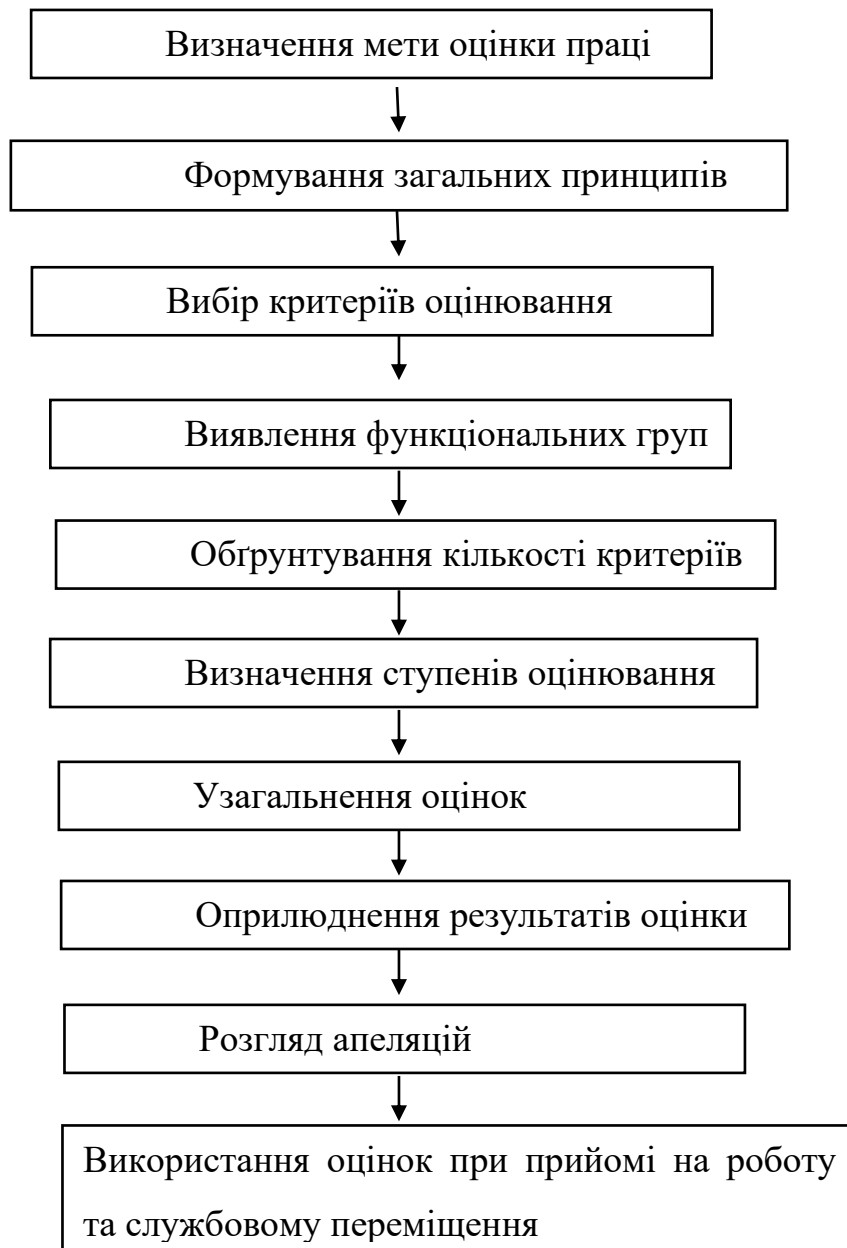 Визначення мети оцінки праці
Формування загальних принципів
Вибір критеріїв оцінювання
Виявлення функціональних груп
Обґрунтування кількості критеріїв
Визначення ступенів оцінювання
Узагальнення оцінок
Оприлюднення результатів оцінки
Розгляд апеляцій
Використання оцінок при прийомі на роботу
та службовому переміщення